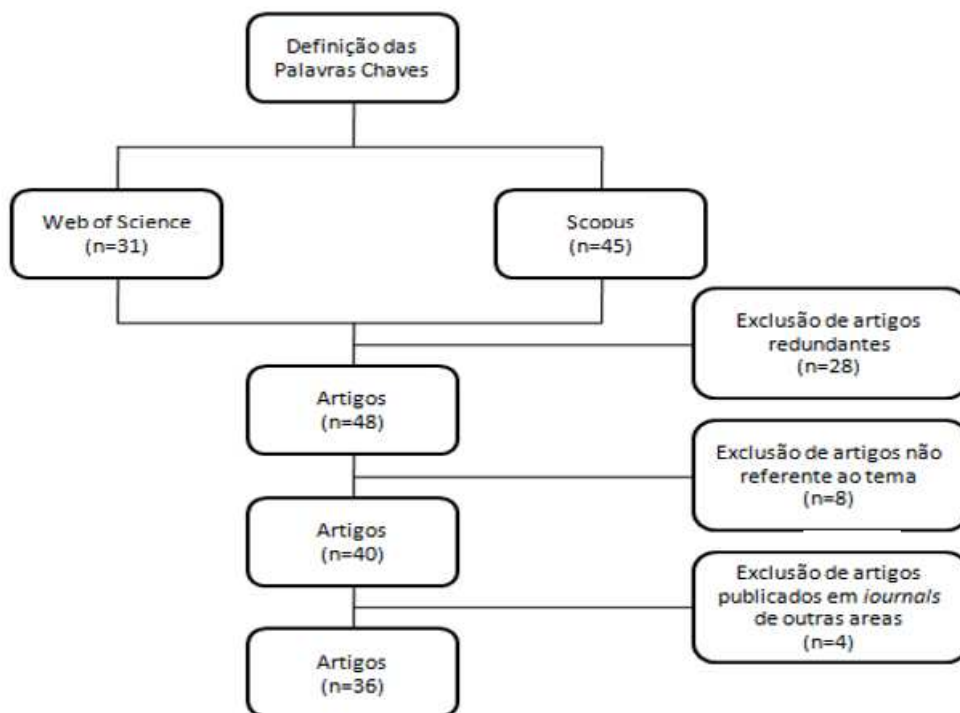 Definição das
Palavras Chaves
Web of Science
(n=31)
Scopus
(n=45)
Exclusão de artigos
redundantes
(n=28)
Artigos
(n=48)
Exclusão de artigos não
referente ao tema
(n=8)
Artigos
(n=40)
Exclusão de artigos
publicados em journals
de outras areas
(n=4)
Artigos
(n=36)